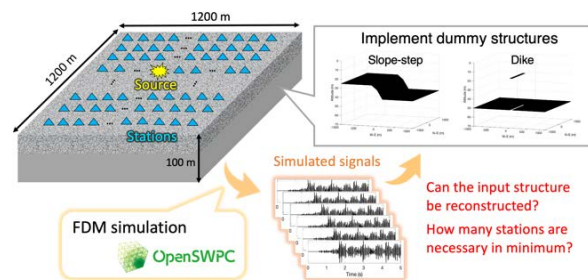 1200 m
1200 m
Source
Stations
100 m
Implement dummy structures
Slope-step
Dike
Simulated signals
FDM simulation
OpenSWPC
Time (s)
Can the input structure
be reconstructed?
How many stations are
necessary in minimum?